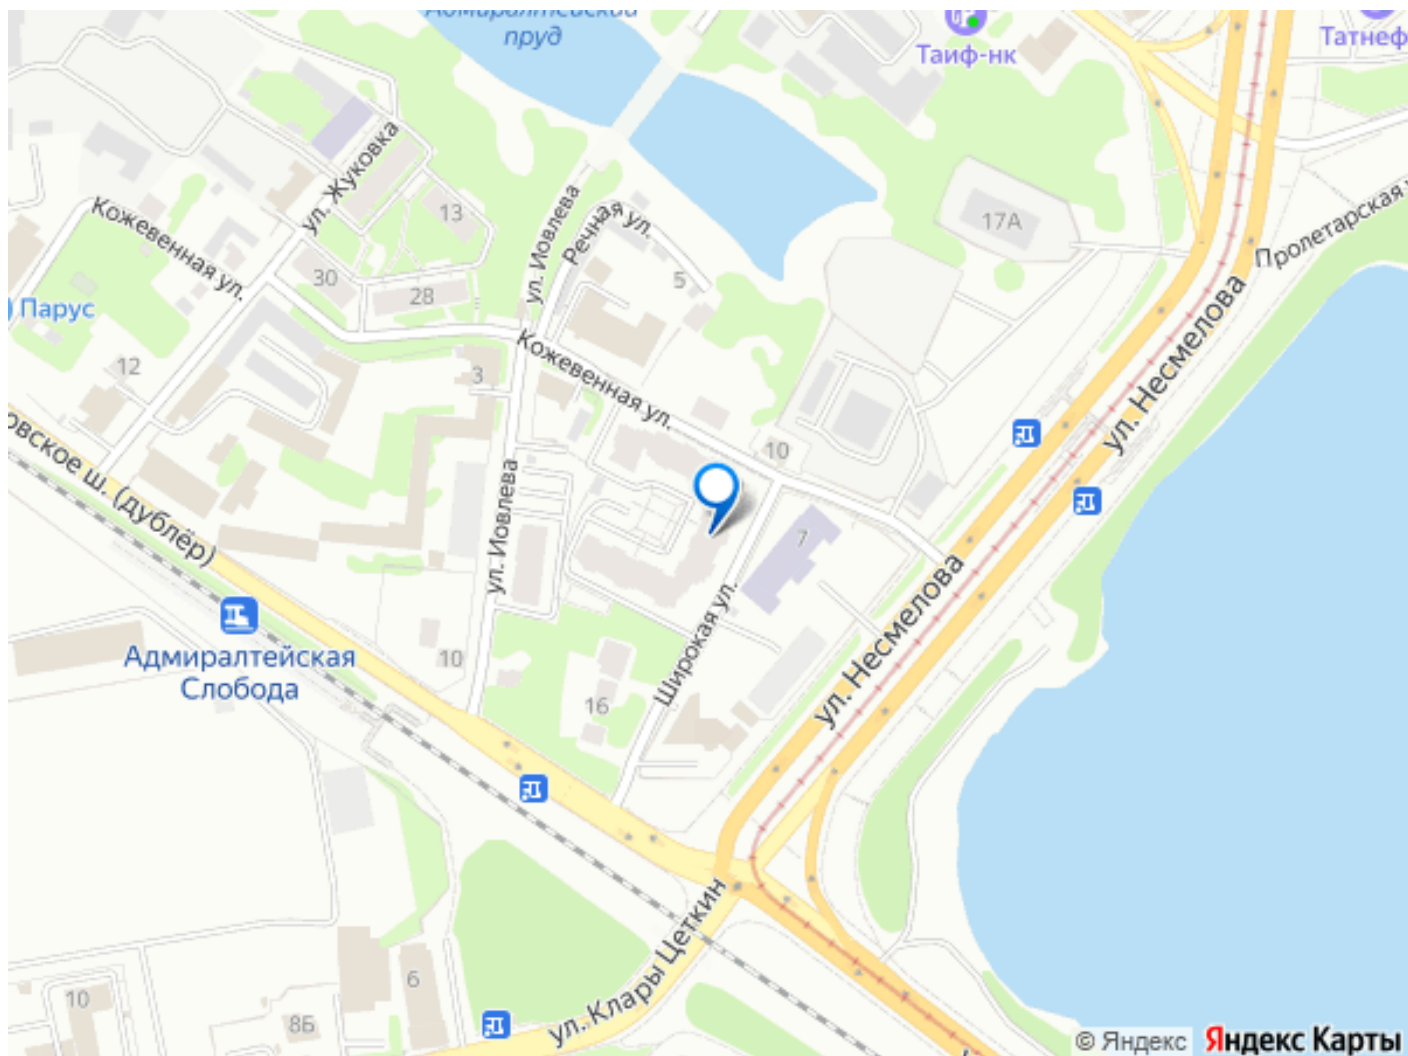 Адмиралтейский
пруд
Таиф-нк
Татнеф
ул. Жуковка
13
Кожевенная ул.
ул. Иовлева
Речная ул.
17А
Пролетарская
5
30
28
Парус
ул. Несмелова
12
3
Кожевенная ул.
10
овское ш. (дублёр)
ул. Иовлева
7
Широкая ул.
ул. Несмелова
Адмиралтейская
Слобода
10
16
ул. Клары Цеткин
6
10
8Б
© Яндекс Яндекс Карты